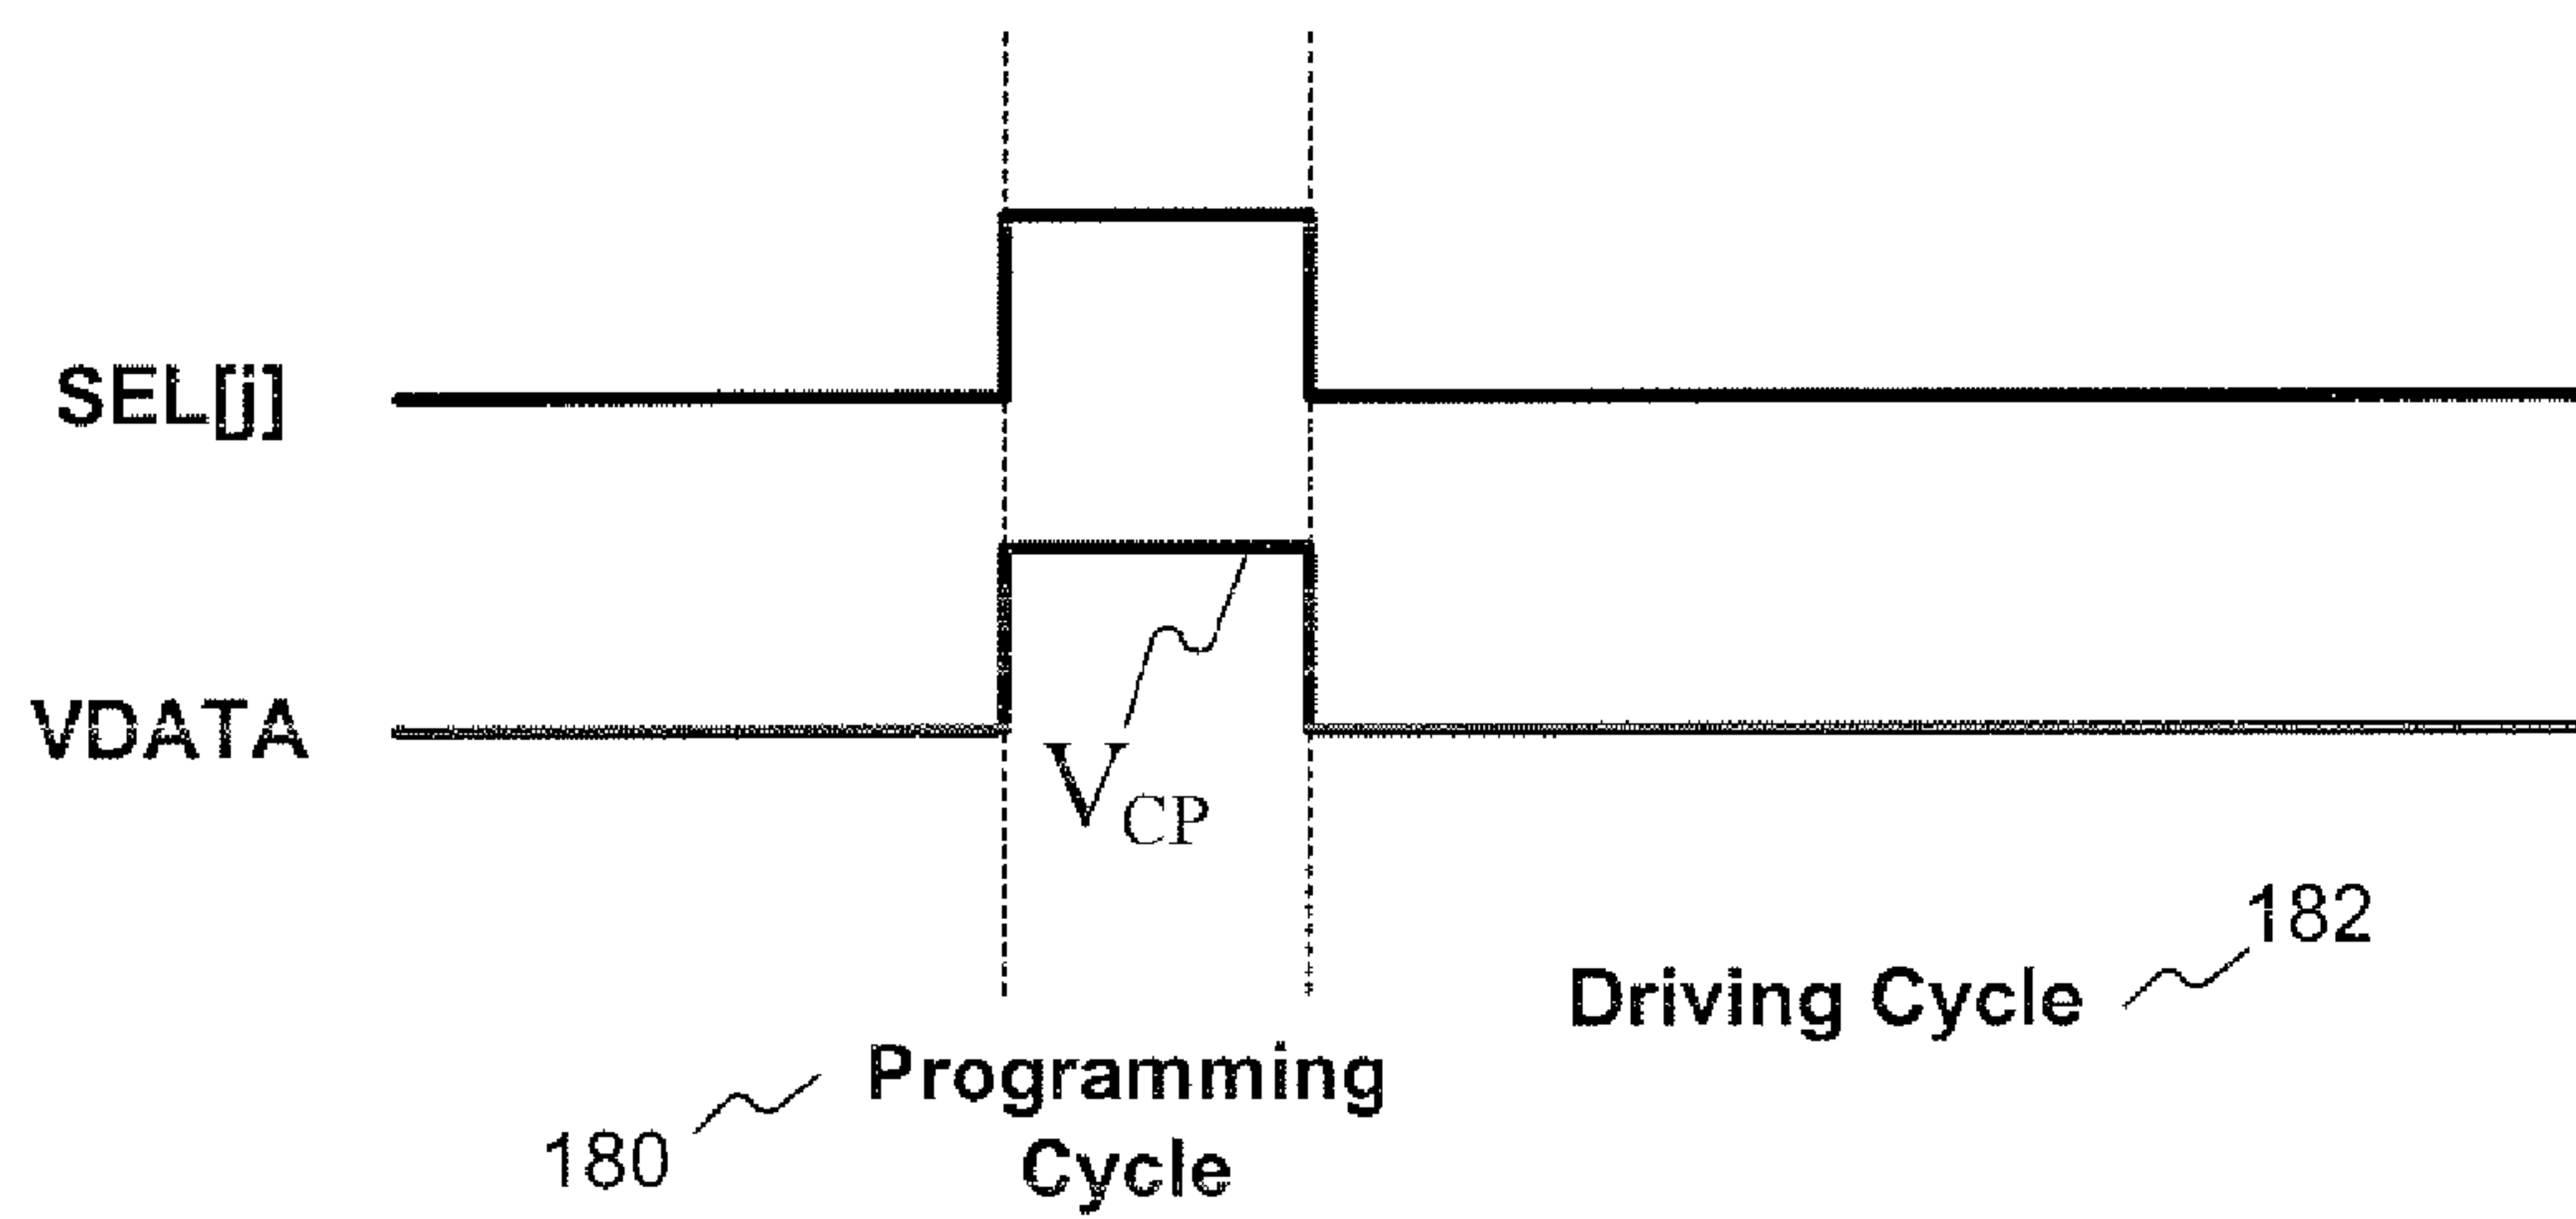 SEL[j]
VDATA
VCP
182
Driving Cycle
Programming
Cycle
180